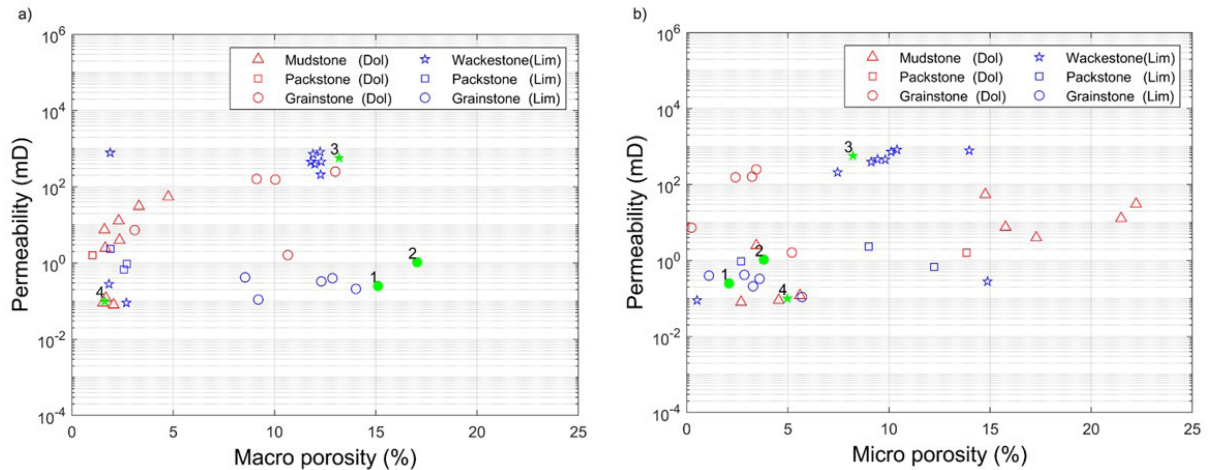 a)
10^6
10^4
10^2
10^0
10^-2
10^-4
Permeability (mD)
Mudstone (Dol)
Packstone (Dol)
Grainstone (Dol)
Wackestone(Lim)
Packstone (Lim)
Grainstone (Lim)
3
2
1
4
0 5 10 15 20 25
Macro porosity (%)
b)
10^6
10^4
10^2
10^0
10^-2
10^-4
Permeability (mD)
Mudstone (Dol)
Packstone (Dol)
Grainstone (Dol)
Wackestone(Lim)
Packstone (Lim)
Grainstone (Lim)
3
2
1
4
0 5 10 15 20 25
Micro porosity (%)